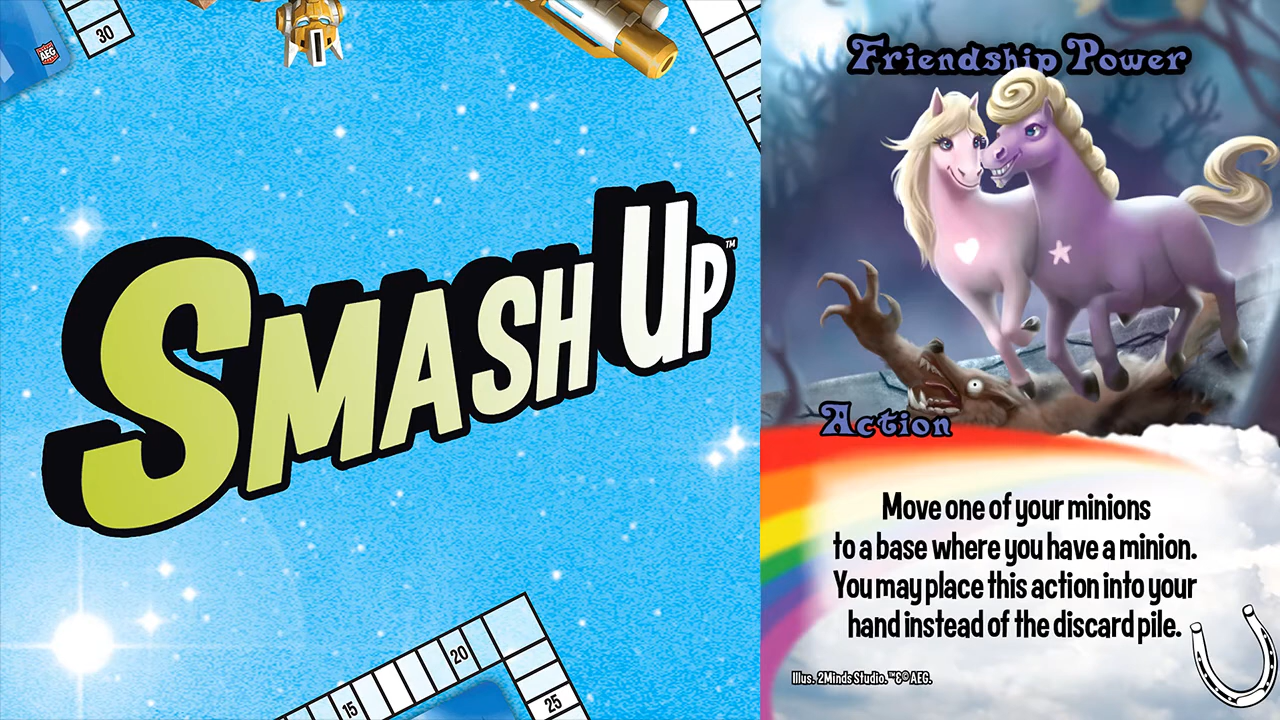 30
AEG
SMASH UP™
20
15
25
Friendship Power
Action
Move one of your minions
to a base where you have a minion.
You may place this action into your
hand instead of the discard pile.
Illus. 2Minds Studio. ™&©AEG.